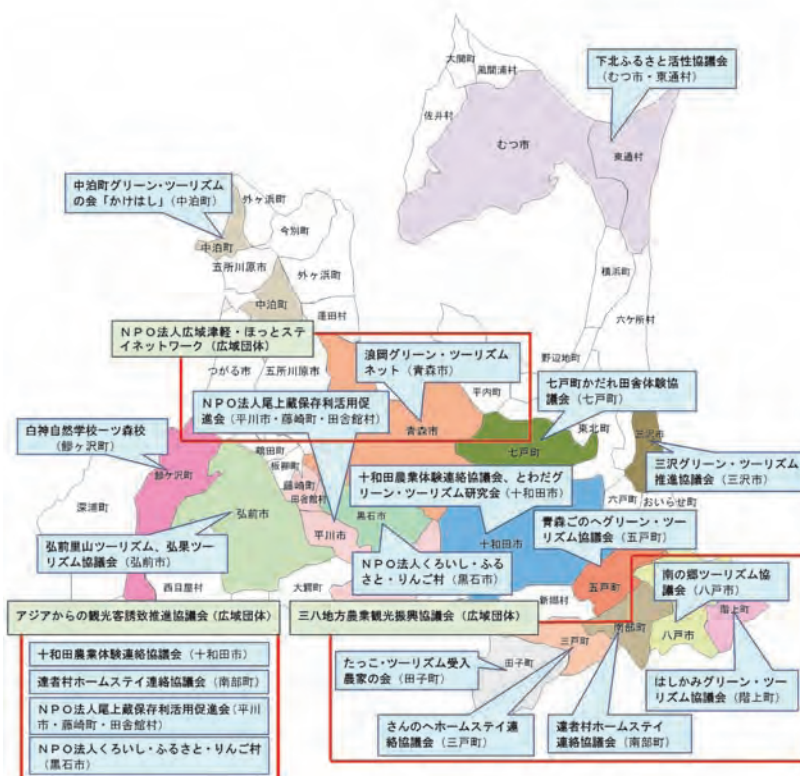 大間町
風間浦村
佐井村
むつ市
東通村
下北ふるさと活性協議会
(むつ市・東通村)
中泊町グリーン・ツーリズム
の会「かけはし」(中泊町)
外ヶ浜町
今別町
中泊町
五所川原市
外ヶ浜町
中泊町
蓬田村
横浜町
六ケ所村
NPO法人広域津軽・ほっとステ
イネットワーク(広域団体)
浪岡グリーン・ツーリズム
ネット(青森市)
野辺地町
つがる市
五所川原市
平内町
七戸町かだれ田舎体験協
議会(七戸町)
NPO法人尾上蔵保存利活用促
進会(平川市・藤崎町・田舎館村)
白神自然学校一ツ森校
(鰺ヶ沢町)
青森市
七戸町
東北町
三沢市
鶴田町
板柳町
鰺ケ沢町
藤崎町
田舎館村
十和田農業体験連絡協議会、とわだ
グリーン・ツーリズム研究会(十和田市)
三沢グリーン・ツーリズム
推進協議会(三沢市)
六戸町
おいらせ町
深浦町
弘前市
平川市
黒石市
十和田市
青森ごのへグリーン・ツー
リズム協議会(五戸町)
弘前里山ツーリズム、弘果ツー
リズム協議会(弘前市)
NPO法人くろいし・ふる
さと・りんご村(黒石市)
五戸町
南の郷ツーリズム協
議会(八戸市)
西目屋村
大鰐町
新郷村
階上町
アジアからの観光客誘致推進協議会(広域団体)
三八地方農業観光振興協議会(広域団体)
南部町
八戸市
三戸町
田子町
十和田農業体験連絡協議会(十和田市)
達者村ホームステイ連絡協議会(南部町)
NPO法人尾上蔵保存利活用促進会(平川
市・藤崎町・田舎館村)
NPO法人くろいし・ふるさと・りんご村
(黒石市)
たっこ・ツーリズム受入
農家の会(田子町)
はしかみグリーン・ツー
リズム協議会(階上町)
さんのへホームステイ連
絡協議会(三戸町)
達者村ホームステイ
連絡協議会(南部町)